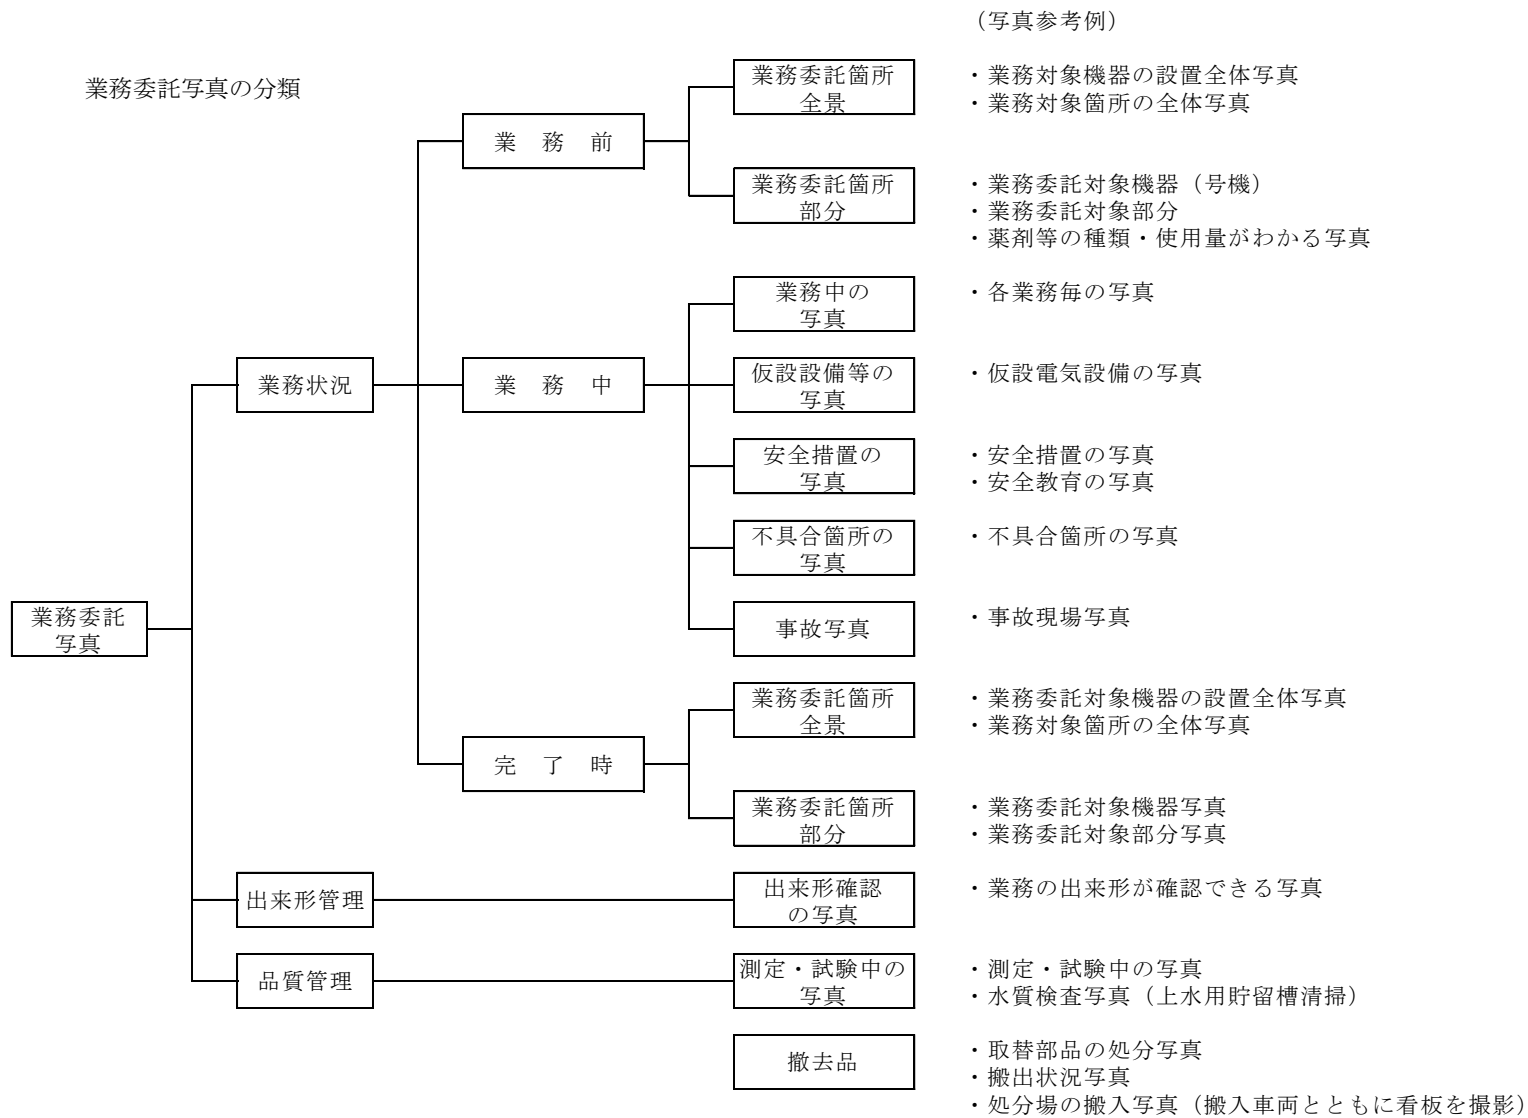 （写真参考例）
業務委託写真の分類
業務委託箇所
全景
・業務対象機器の設置全体写真
・業務対象箇所の全体写真
業　務　前
業務委託箇所
部分
・業務委託対象機器（号機）
・業務委託対象部分
・薬剤等の種類・使用量がわかる写真
業務中の
写真
・各業務毎の写真
業務状況
業　務　中
仮設設備等の
写真
・仮設電気設備の写真
安全措置の
写真
・安全措置の写真
・安全教育の写真
不具合箇所の
写真
・不具合箇所の写真
業務委託
写真
事故写真
・事故現場写真
業務委託箇所
全景
・業務委託対象機器の設置全体写真
・業務対象箇所の全体写真
完　了　時
業務委託箇所
部分
・業務委託対象機器写真
・業務委託対象部分写真
出来形管理
出来形確認
の写真
・業務の出来形が確認できる写真
品質管理
測定・試験中の
写真
・測定・試験中の写真
・水質検査写真（上水用貯留槽清掃）
撤去品
・取替部品の処分写真
・搬出状況写真
・処分場の搬入写真（搬入車両とともに看板を撮影）